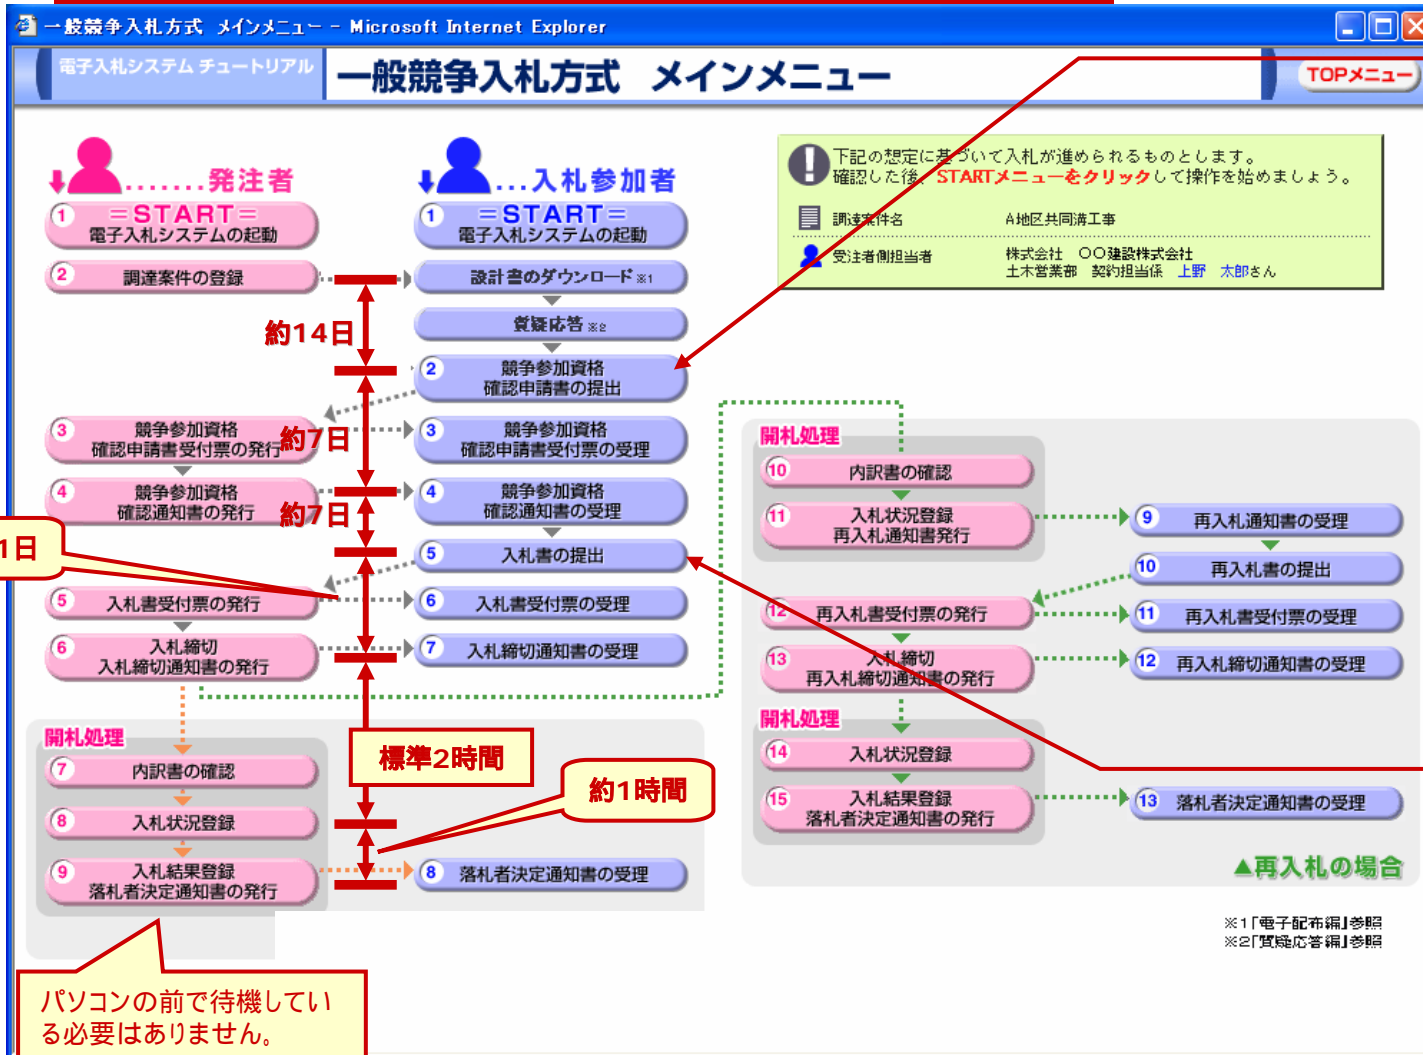 一般競争入札方式 メインメニュー - Microsoft Internet Explorer
電子入札システム チュートリアル
一般競争入札方式 メインメニュー
TOPメニュー
.......発注者
...入札参加者
下記の想定に基づいて入札が進められるものとします。
確認した後、STARTメニューをクリックして操作を始めましょう。
調達案件名 A地区共同溝工事
受注者側担当者 株式会社 〇〇建設株式会社
土木営業部 契約担当係 上野 太郎さん
1 =START=
電子入札システムの起動
1 =START=
電子入札システムの起動
2 調達案件の登録
設計書のダウンロード※1
約14日
質疑応答※2
2 競争参加資格
確認申請書の提出
3 競争参加資格
確認申請書受付票の発行
約7日
3 競争参加資格
確認申請書受付票の受理
4 競争参加資格
確認通知書の発行
約7日
4 競争参加資格
確認通知書の受理
1日
5 入札書の提出
5 入札書受付票の発行
6 入札書受付票の受理
6 入札締切
入札締切通知書の発行
7 入札締切通知書の受理
開札処理
7 内訳書の確認
標準2時間
約1時間
8 入札状況登録
9 入札結果登録
落札者決定通知書の発行
8 落札者決定通知書の受理
パソコンの前で待機してい
る必要はありません。
開札処理
10 内訳書の確認
11 入札状況登録
再入札通知書発行
9 再入札通知書の受理
10 再入札書の提出
12 再入札書受付票の発行
11 再入札書受付票の受理
13 入札締切
再入札締切通知書の発行
12 再入札締切通知書の受理
開札処理
14 入札状況登録
15 入札結果登録
落札者決定通知書の発行
13 落札者決定通知書の受理
▲再入札の場合
※1「電子配布編」参照
※2「質疑応答編」参照